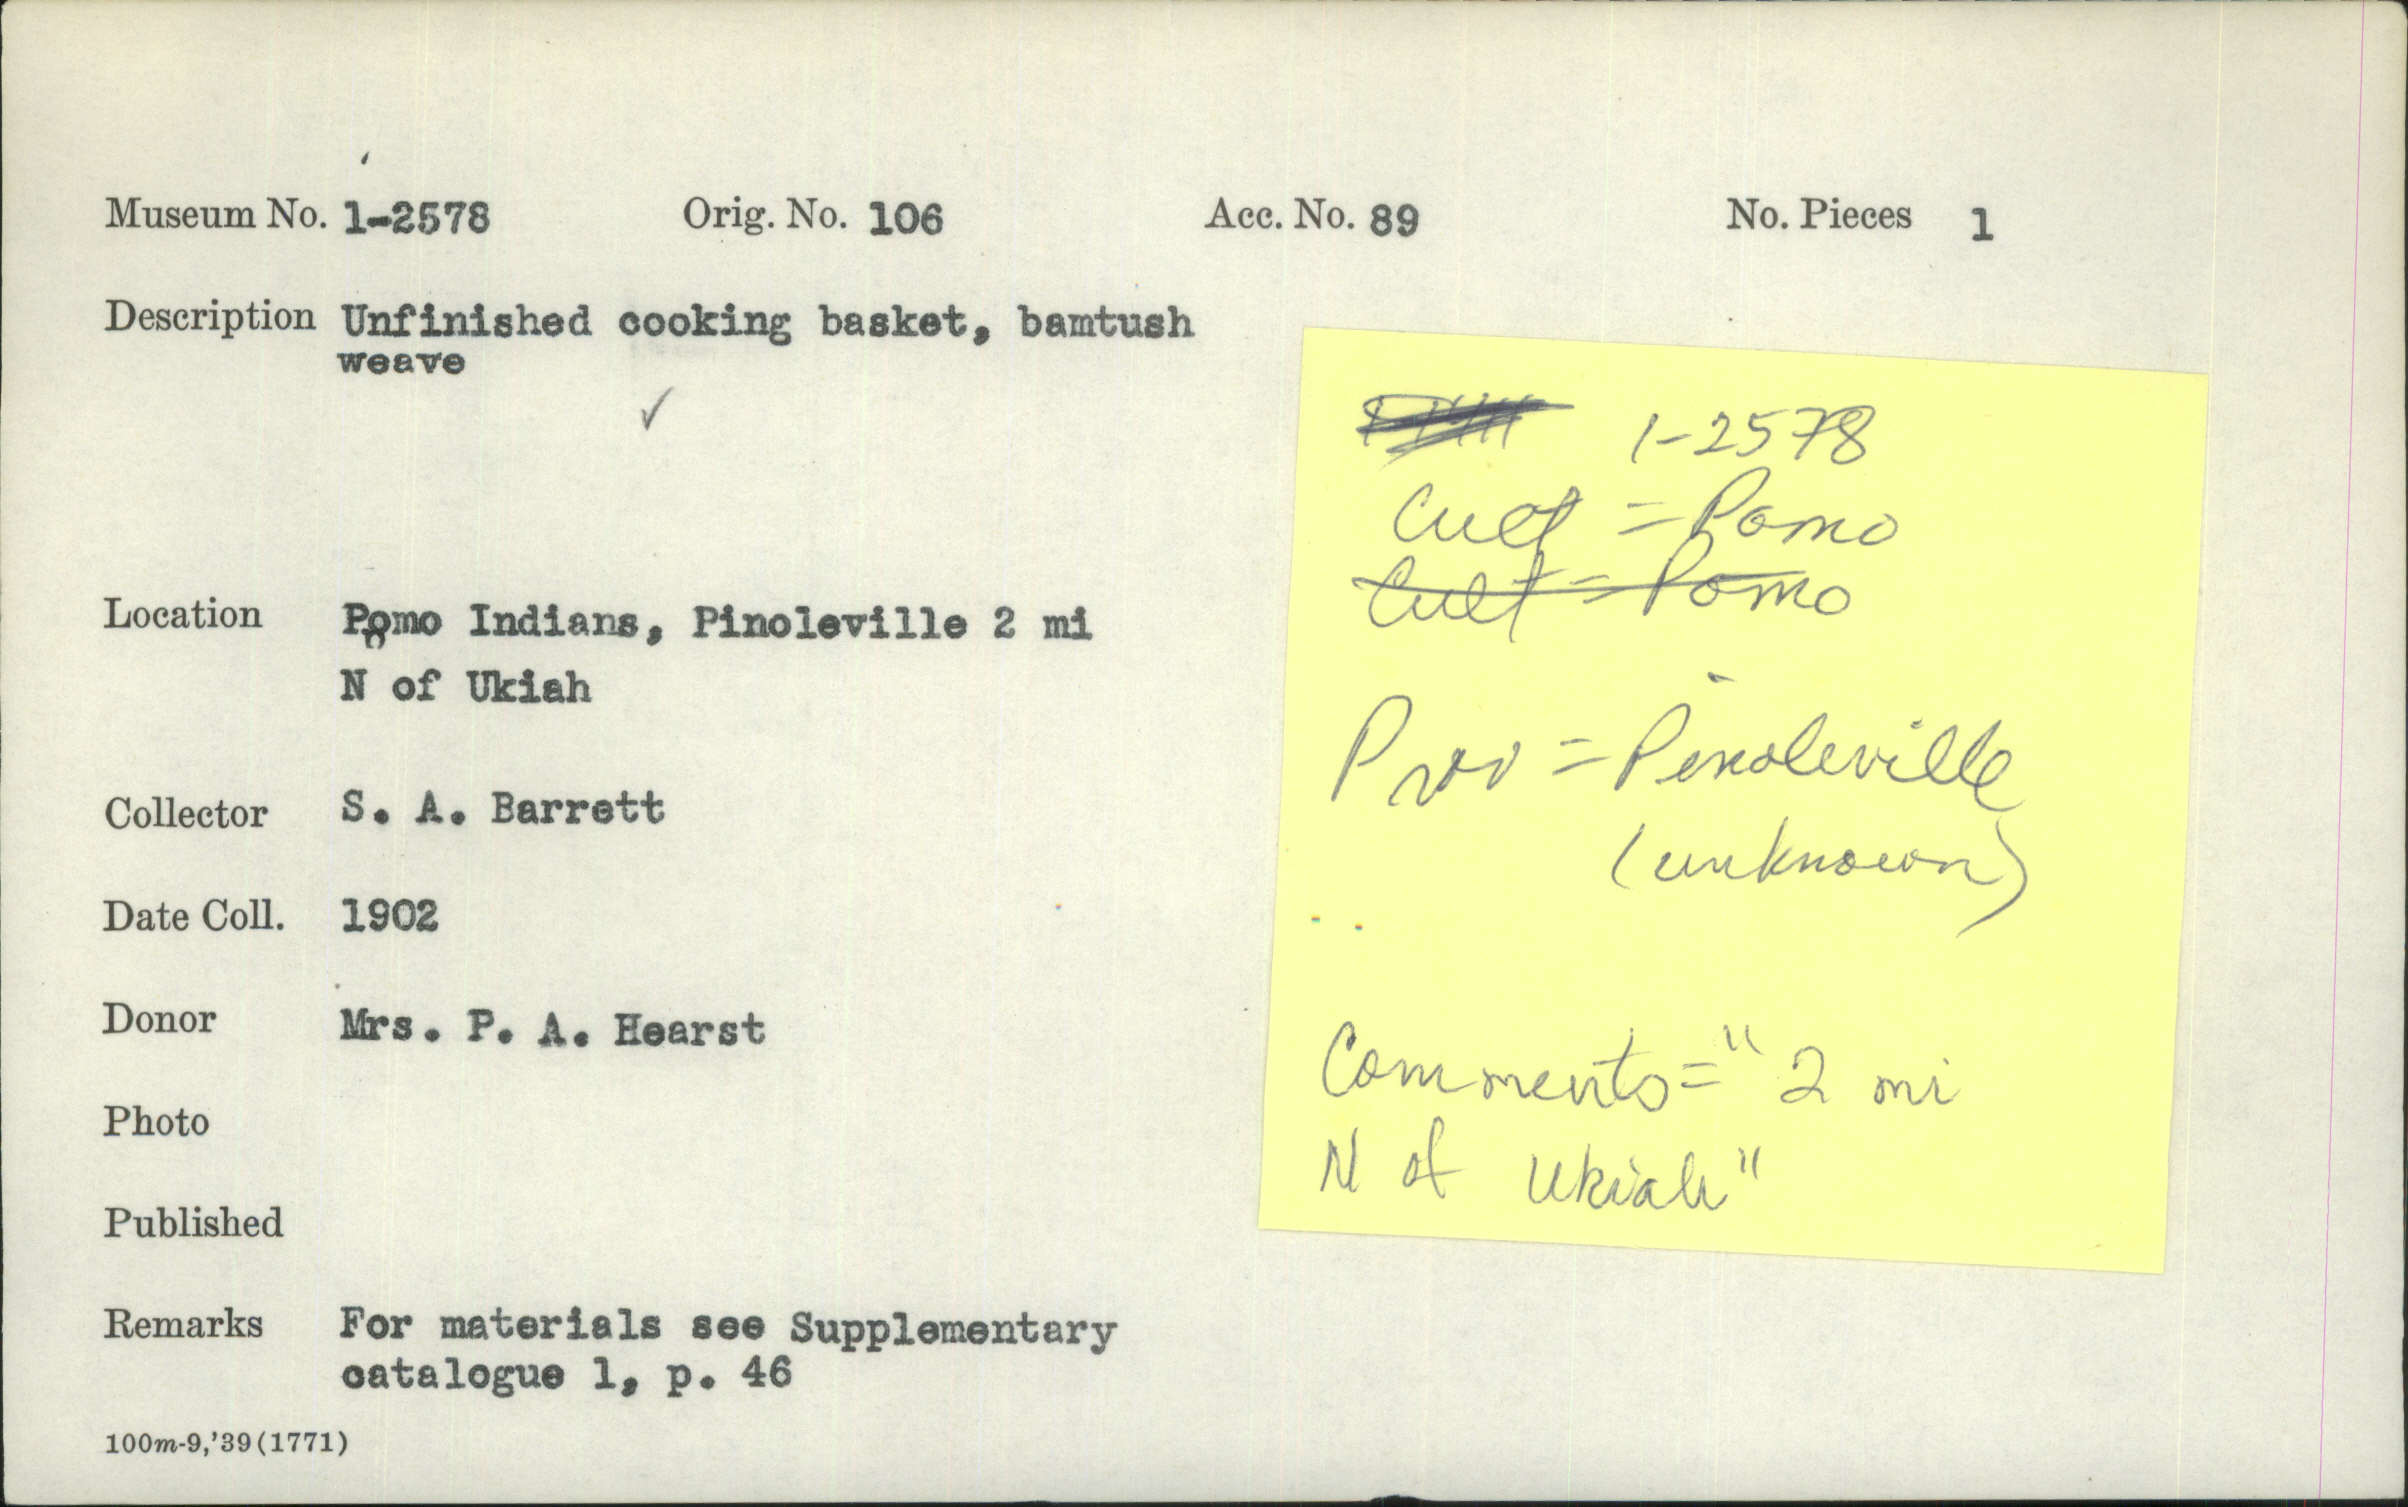 Museum No. 1-2578 Orig. No. 106 Acc. No. 89 No. Pieces 1
Description Unfinished cooking basket, bamtush
weave
Location Pomo Indians, Pinoleville 2 mi
N of Ukiah
Collector S. A. Barrett
Date Coll. 1902
Donor Mrs. P. A. Hearst
Photo
Published
Remarks For materials see Supplementary
catalogue 1, p. 46
100m-9,'39(1771)
1-2578
Cult = Pomo
Cult = Pomo
Prov = Pinoleville
(unknown)
Comments = "2 mi
N of Ukiah"